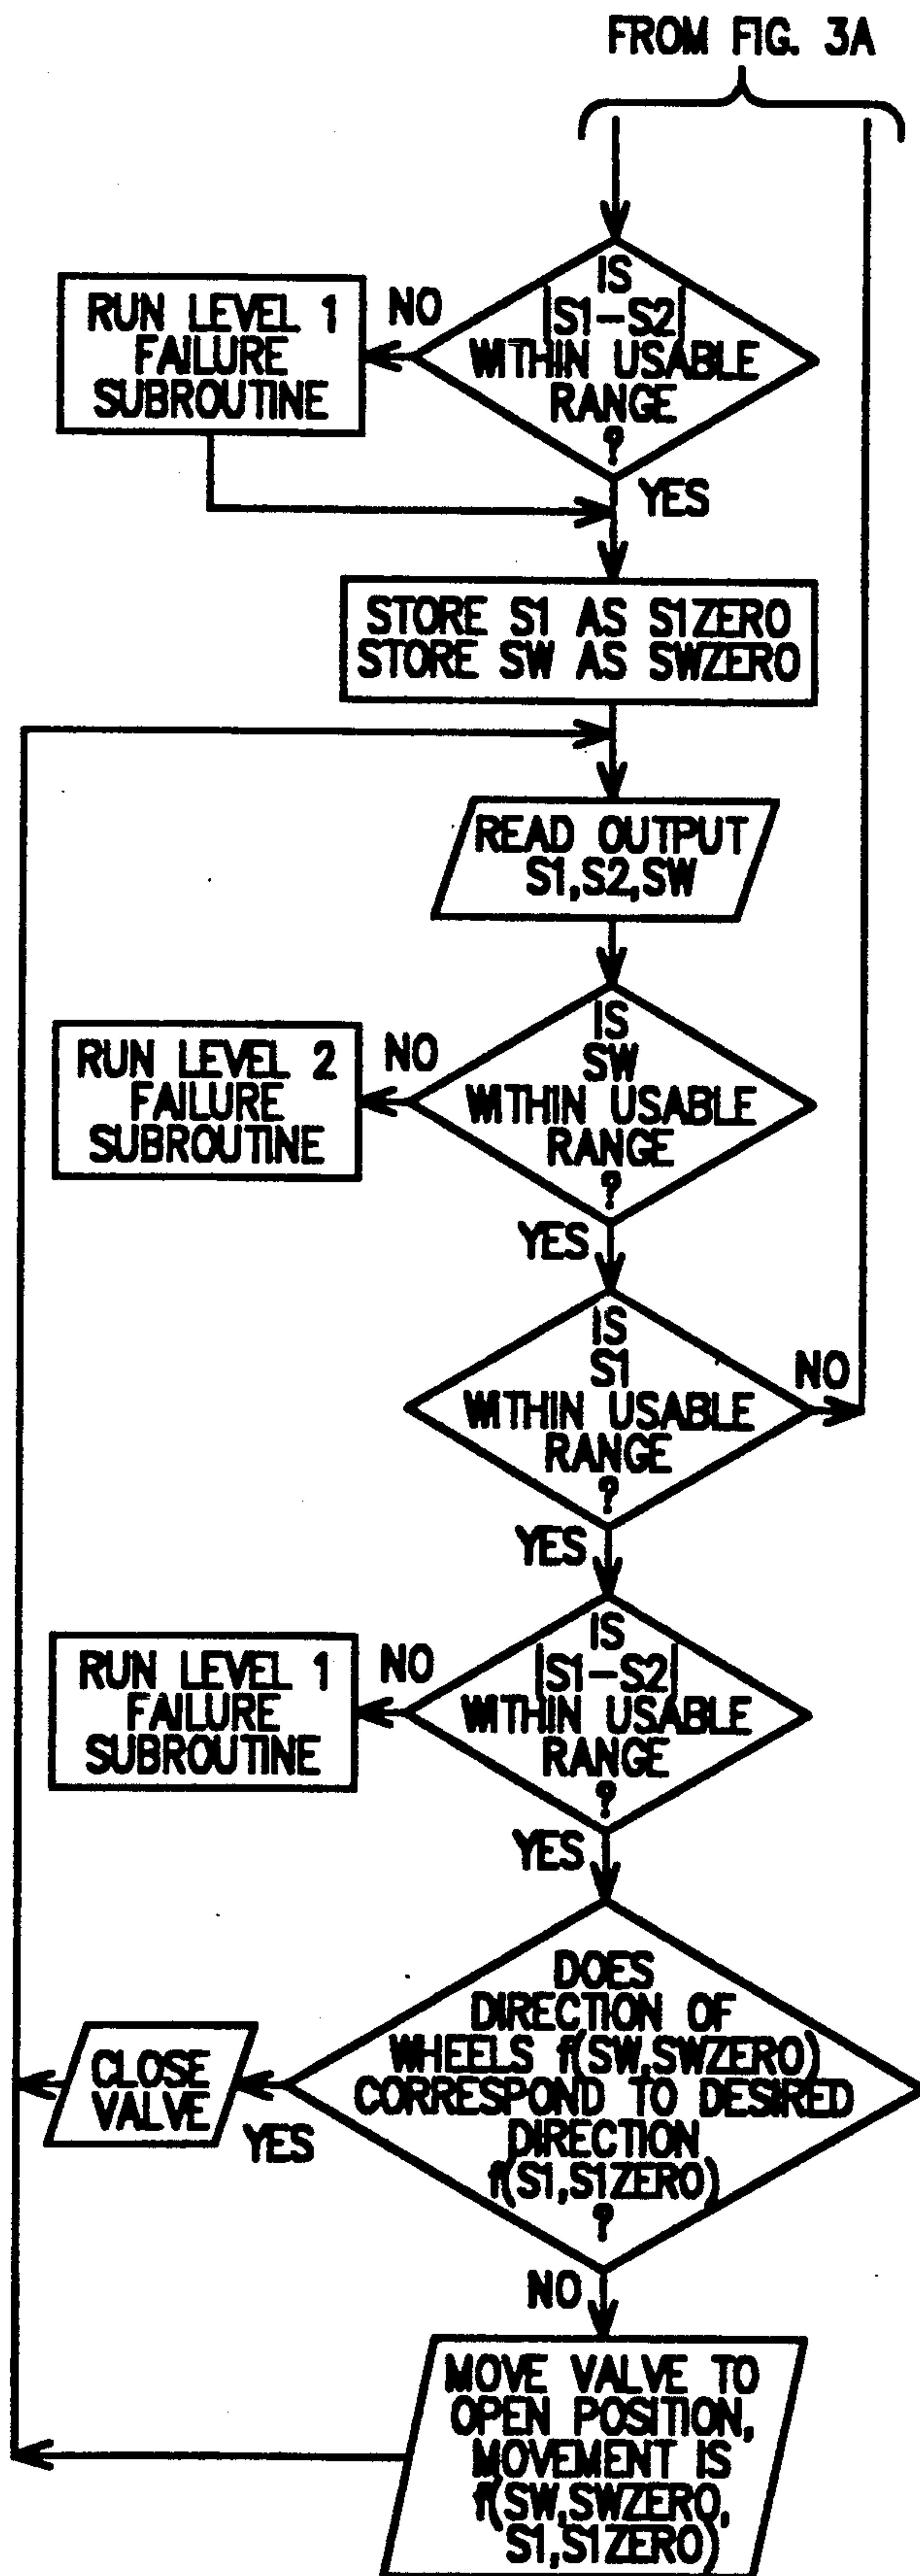 FROM FIG. 3A
IS
|S1-S2|
WITHIN USABLE
RANGE
?
NO
RUN LEVEL 1
FAILURE
SUBROUTINE
YES
STORE S1 AS S1ZERO
STORE SW AS SWZERO
READ OUTPUT
S1,S2,SW
IS
SW
WITHIN USABLE
RANGE
?
NO
RUN LEVEL 2
FAILURE
SUBROUTINE
YES
IS
S1
WITHIN USABLE
RANGE
?
NO
YES
IS
|S1-S2|
WITHIN USABLE
RANGE
?
NO
RUN LEVEL 1
FAILURE
SUBROUTINE
YES
DOES
DIRECTION OF
WHEELS f(SW,SWZERO)
CORRESPOND TO DESIRED
DIRECTION
f(S1,S1ZERO)
?
YES
CLOSE
VALVE
NO
MOVE VALVE TO
OPEN POSITION,
MOVEMENT IS
f(SW,SWZERO,
S1,S1ZERO)